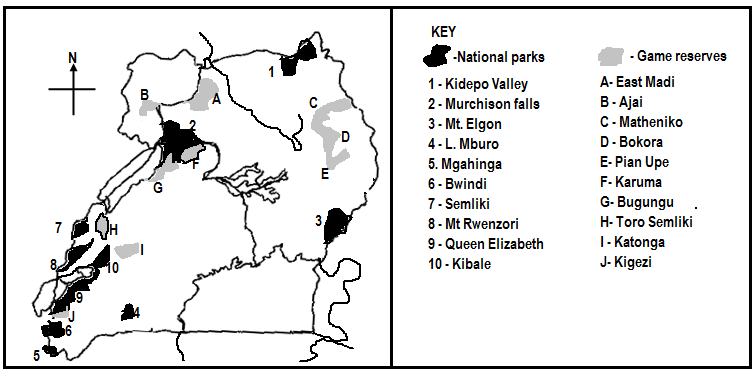 N
1
A
B
C
2
D
F
E
G
3
7
H
I
8
10
9
4
J
6
5
KEY
-National parks
- Game reserves
1 - Kidepo Valley
2 - Murchison falls
3 - Mt. Elgon
4 - L. Mburo
5. Mgahinga
6 - Bwindi
7 - Semliki
8 - Mt Rwenzori
9 - Queen Elizabeth
10 - Kibale
A- East Madi
B - Ajai
C - Matheniko
D - Bokora
E- Pian Upe
F- Karuma
G- Bugungu
H- Toro Semliki
I - Katonga
J- Kigezi